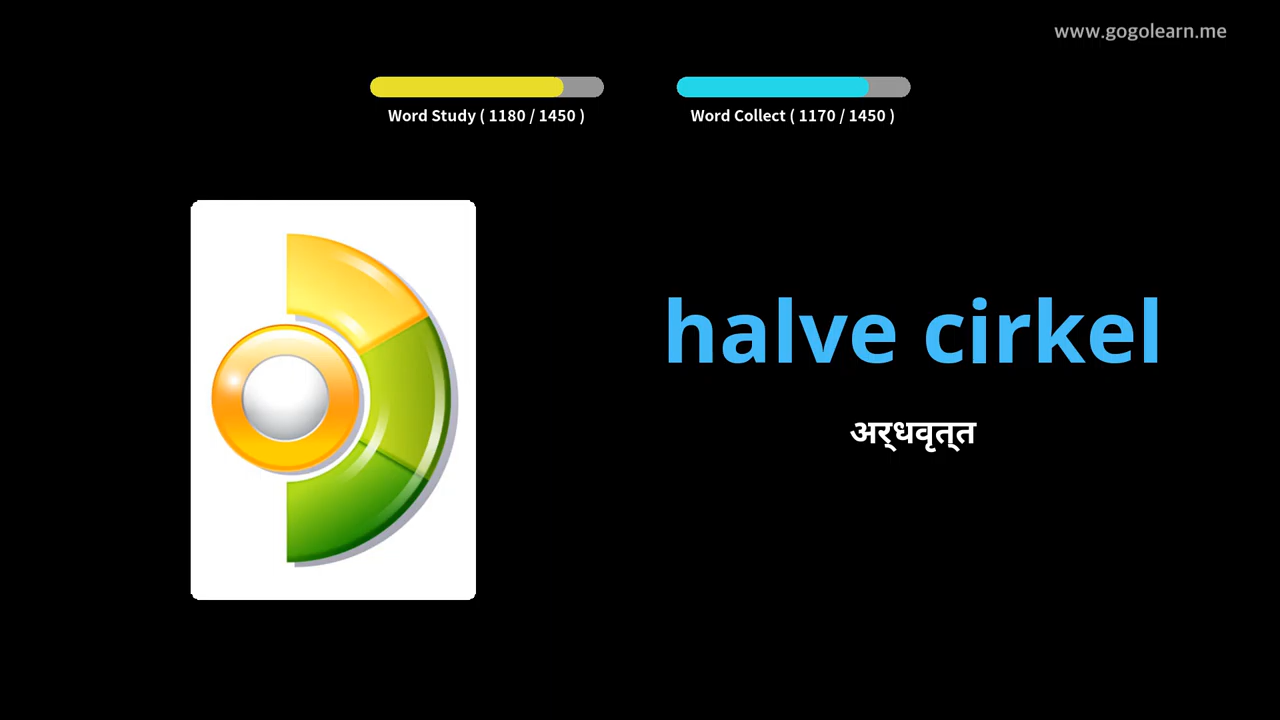 www.gogolearn.me
Word Study ( 1180 / 1450 )
Word Collect ( 1170 / 1450 )
halve cirkel
अर्धवृत्त